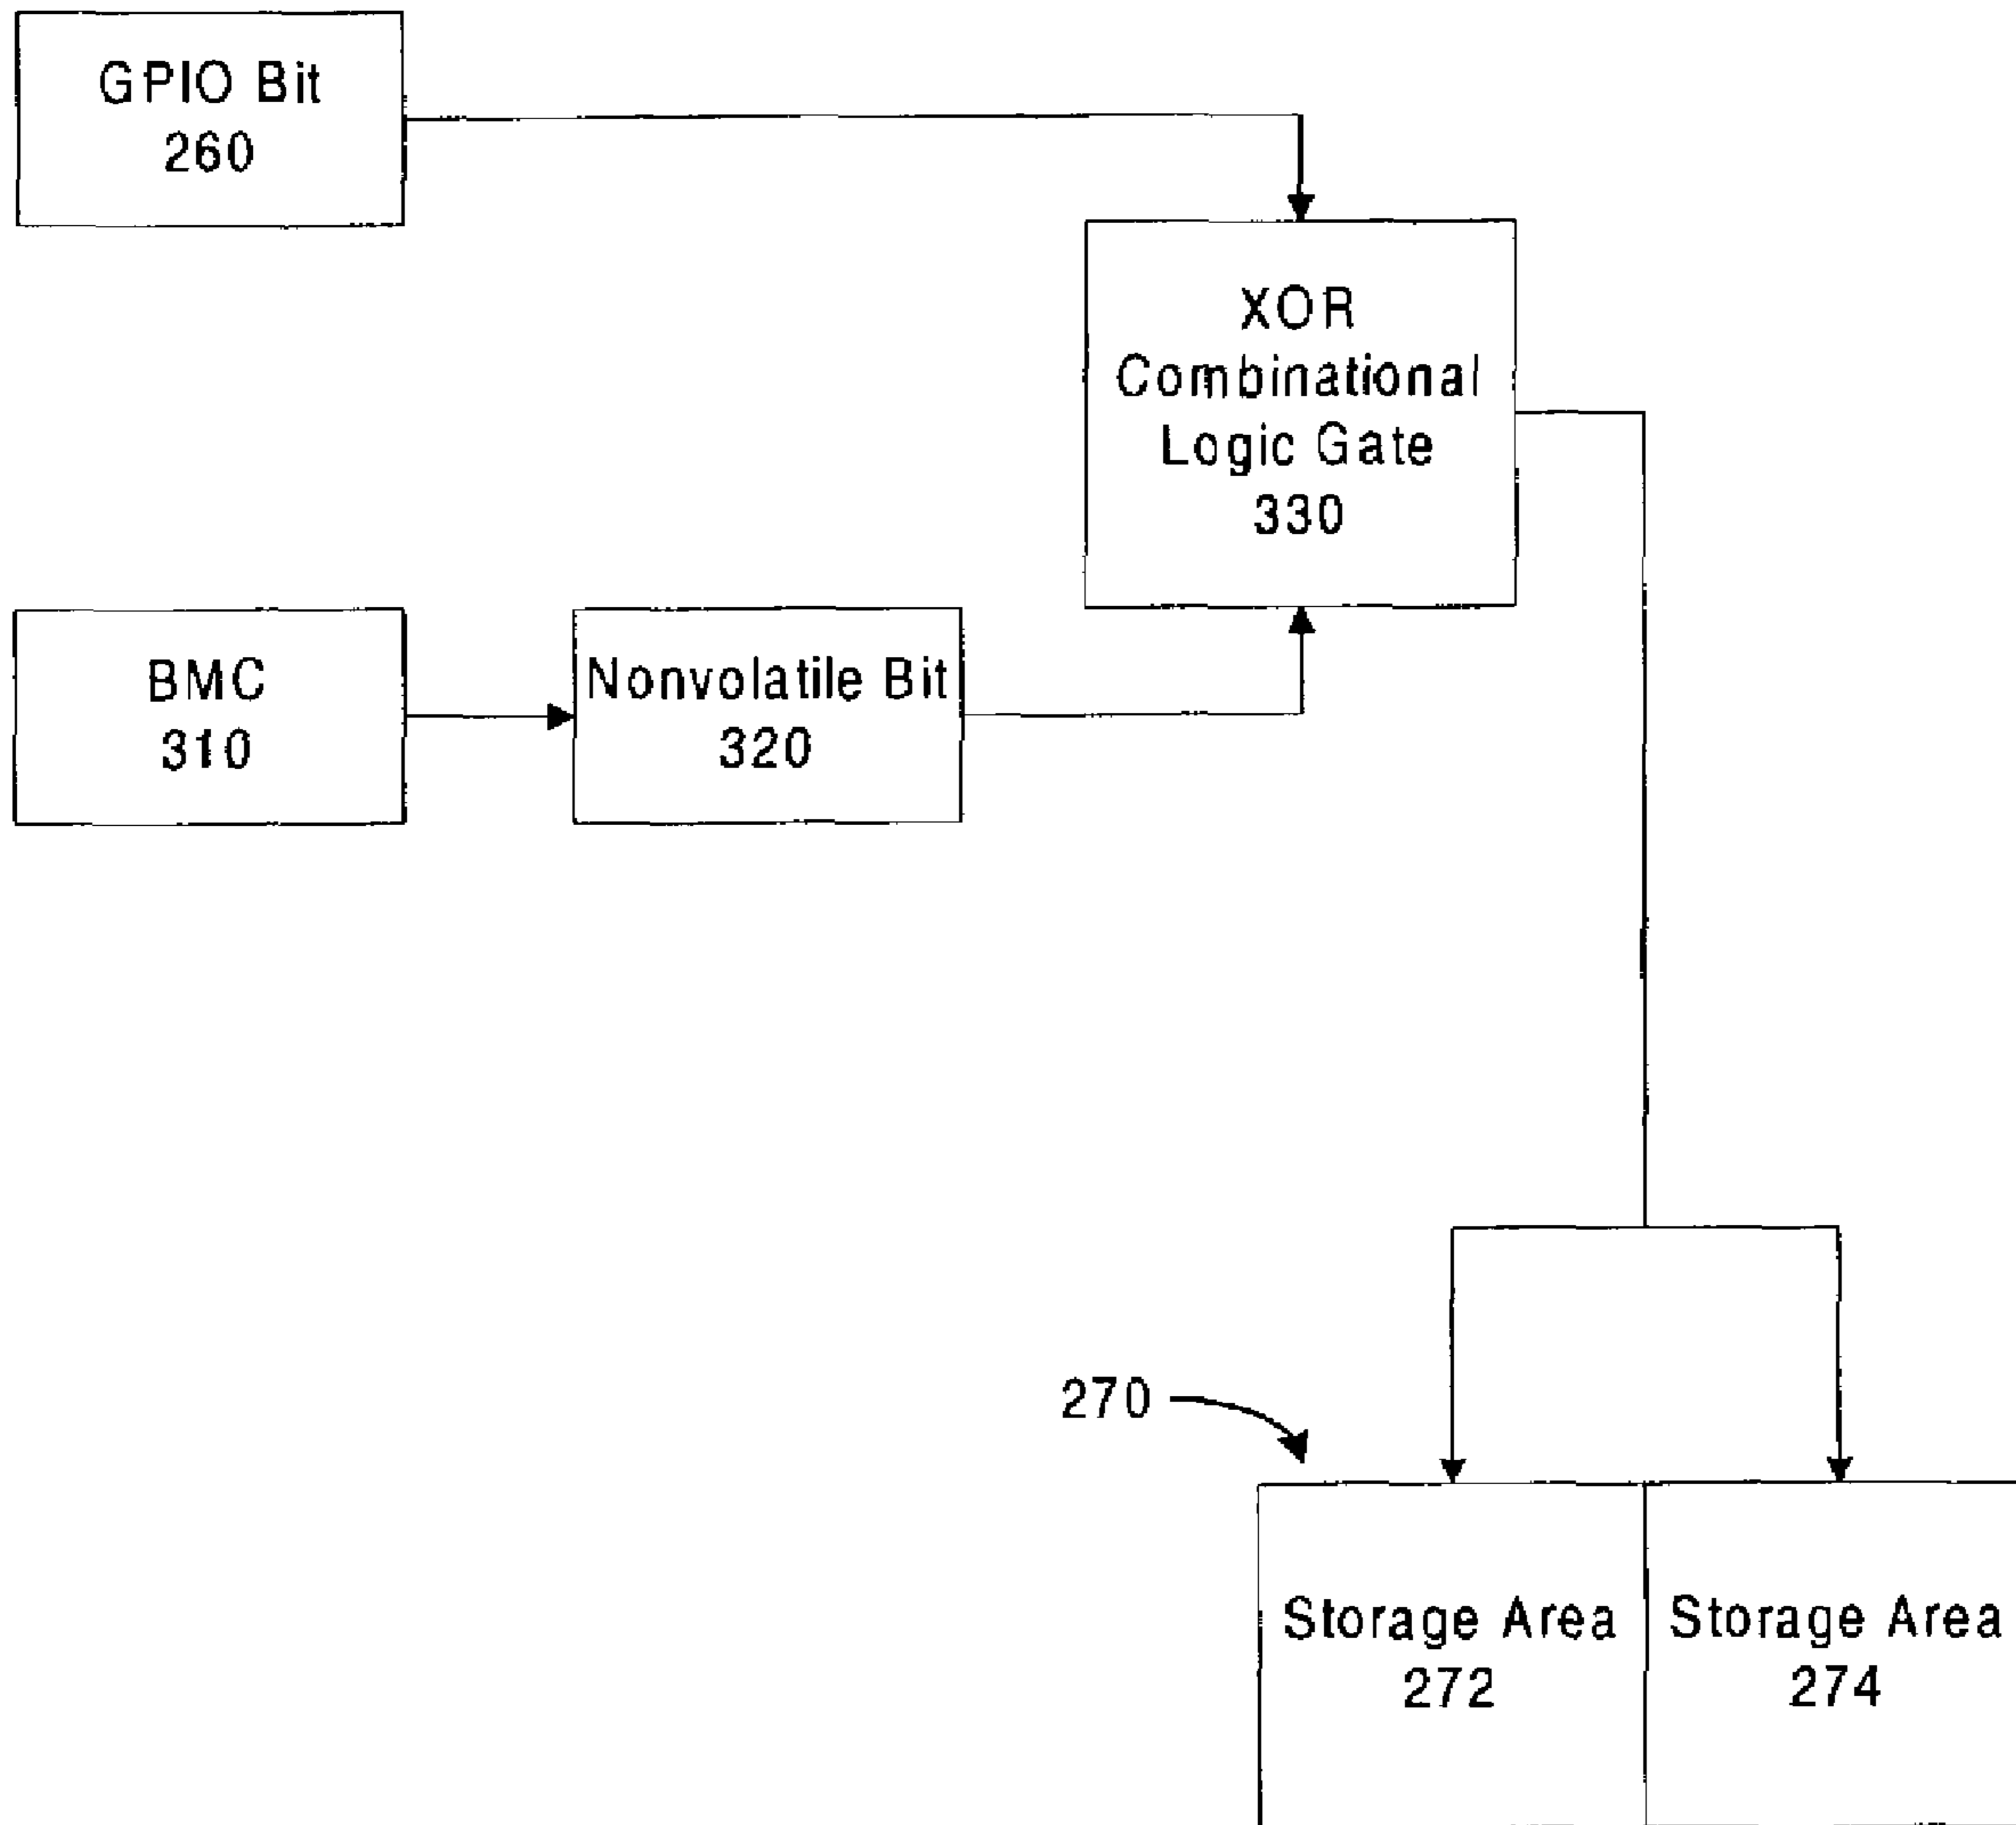 GPIO Bit
260
XOR
Combinational
Logic Gate
330
BMC
310
Nonvolatile Bit
320
270
Storage Area
272
Storage Area
274